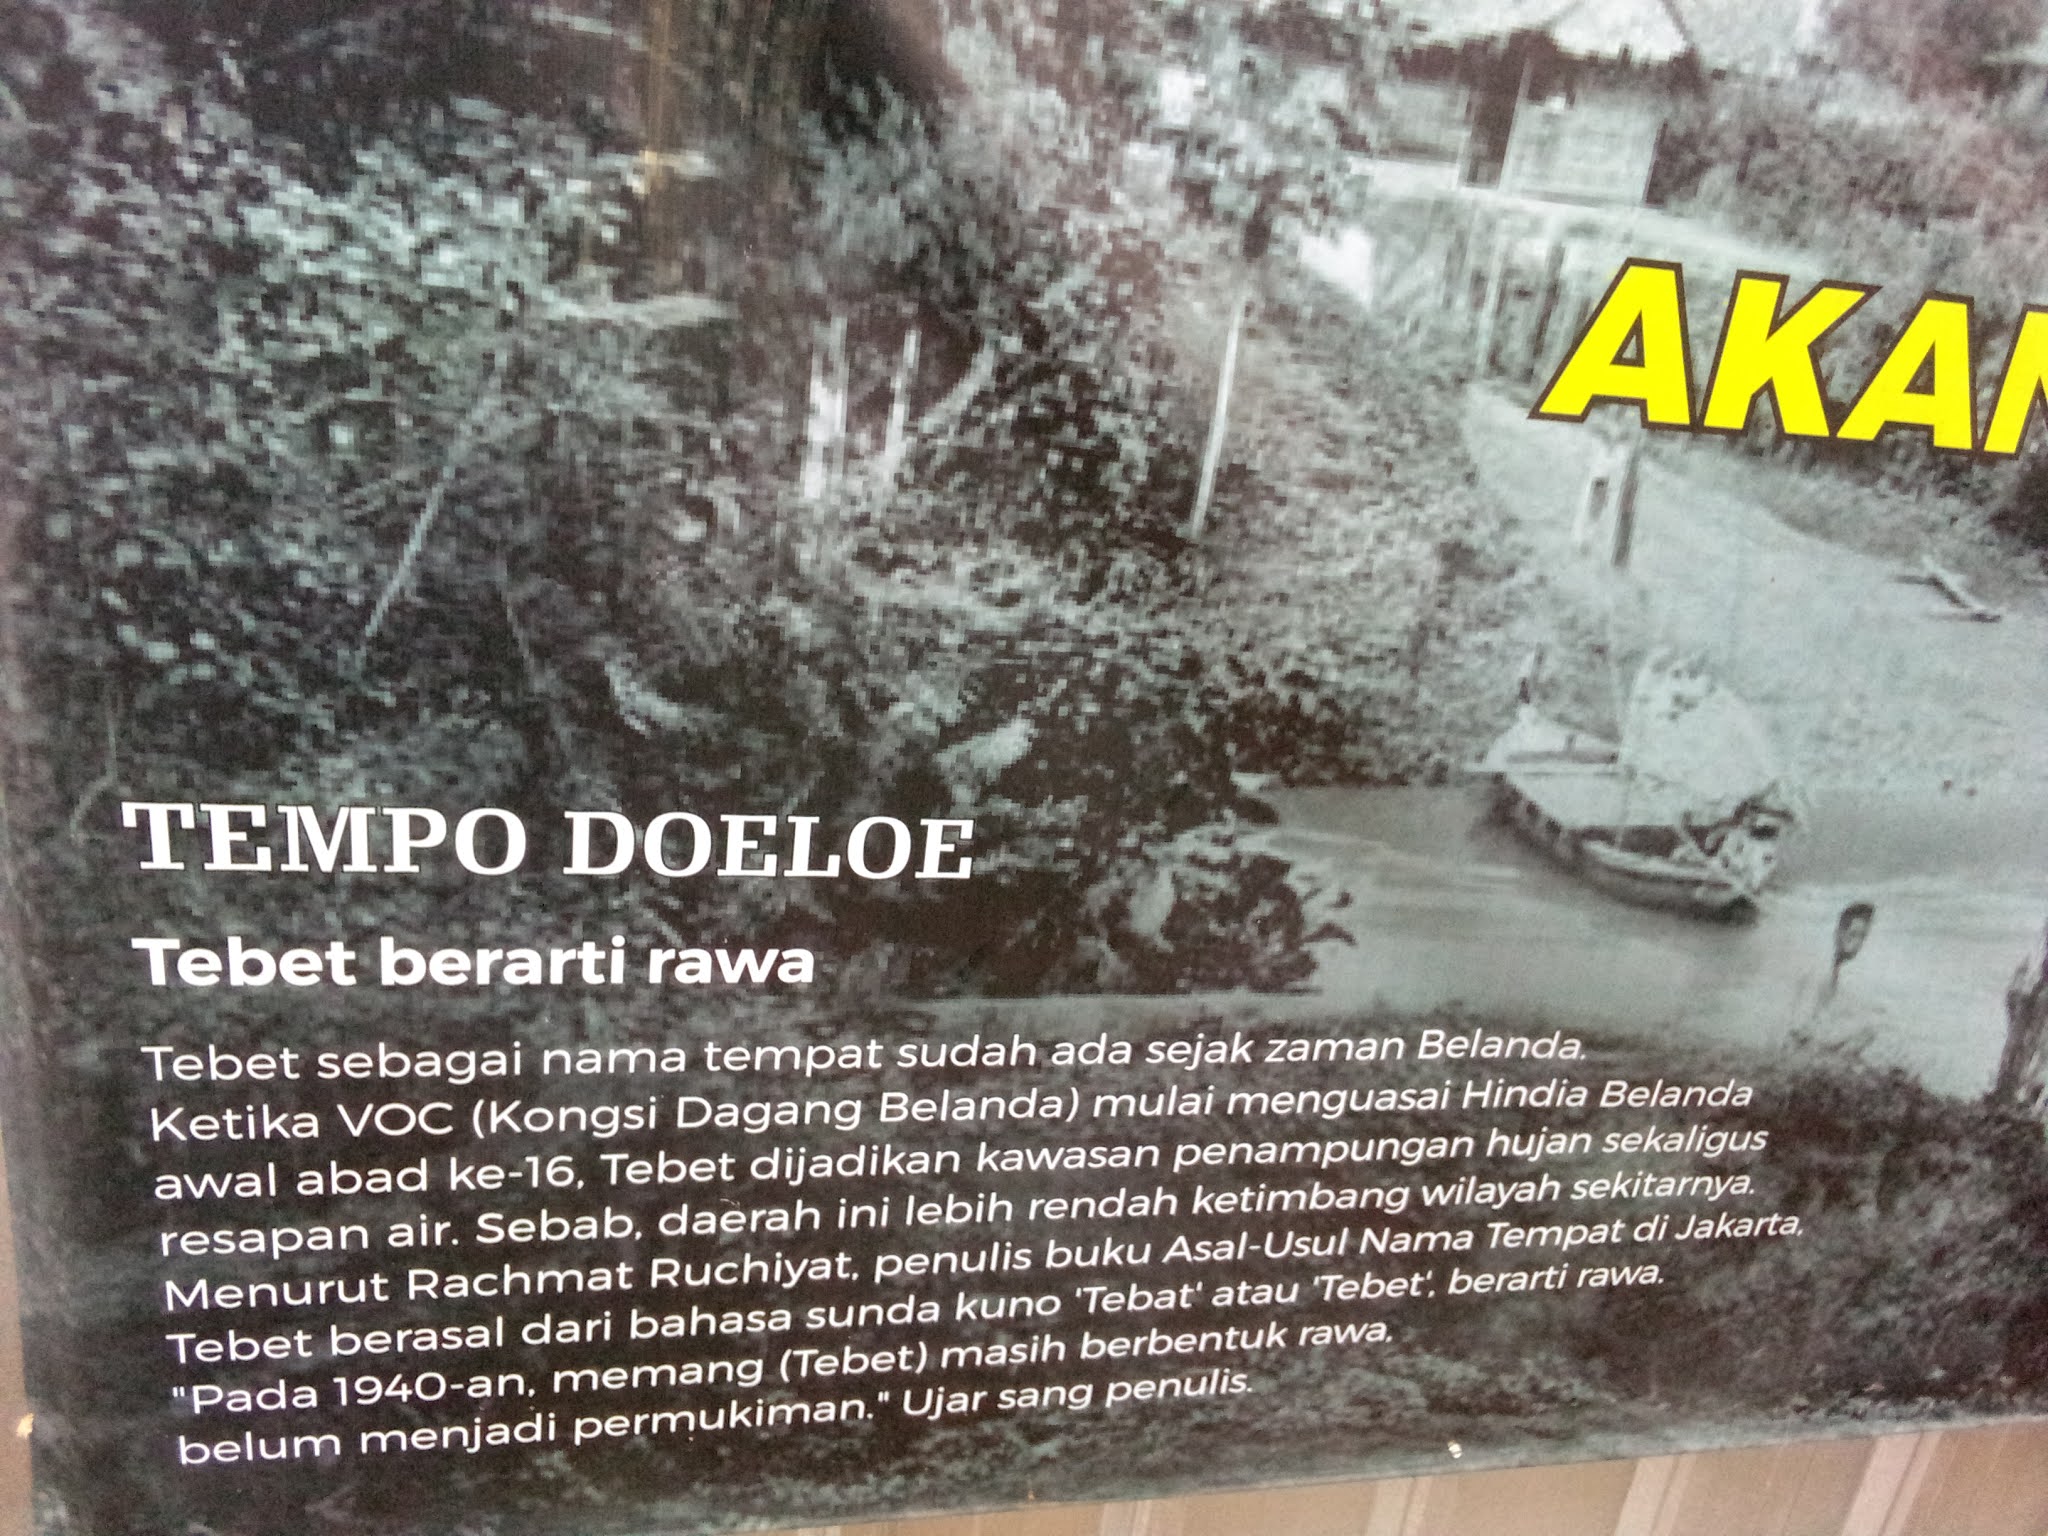 AKAN
TEMPO DOELOE
Tebet berarti rawa
Tebet sebagai nama tempat sudah ada sejak zaman Belanda.
Ketika VOC (Kongsi Dagang Belanda) mulai menguasai Hindia Belanda
awal abad ke-16, Tebet dijadikan kawasan penampungan hujan sekaligus
resapan air. Sebab, daerah ini lebih rendah ketimbang wilayah sekitarnya.
Menurut Rachmat Ruchiyat, penulis buku Asal-Usul Nama Tempat di Jakarta,
Tebet berasal dari bahasa sunda kuno 'Tebat' atau 'Tebet', berarti rawa.
"Pada 1940-an, memang (Tebet) masih berbentuk rawa.
belum menjadi permukiman." Ujar sang penulis.